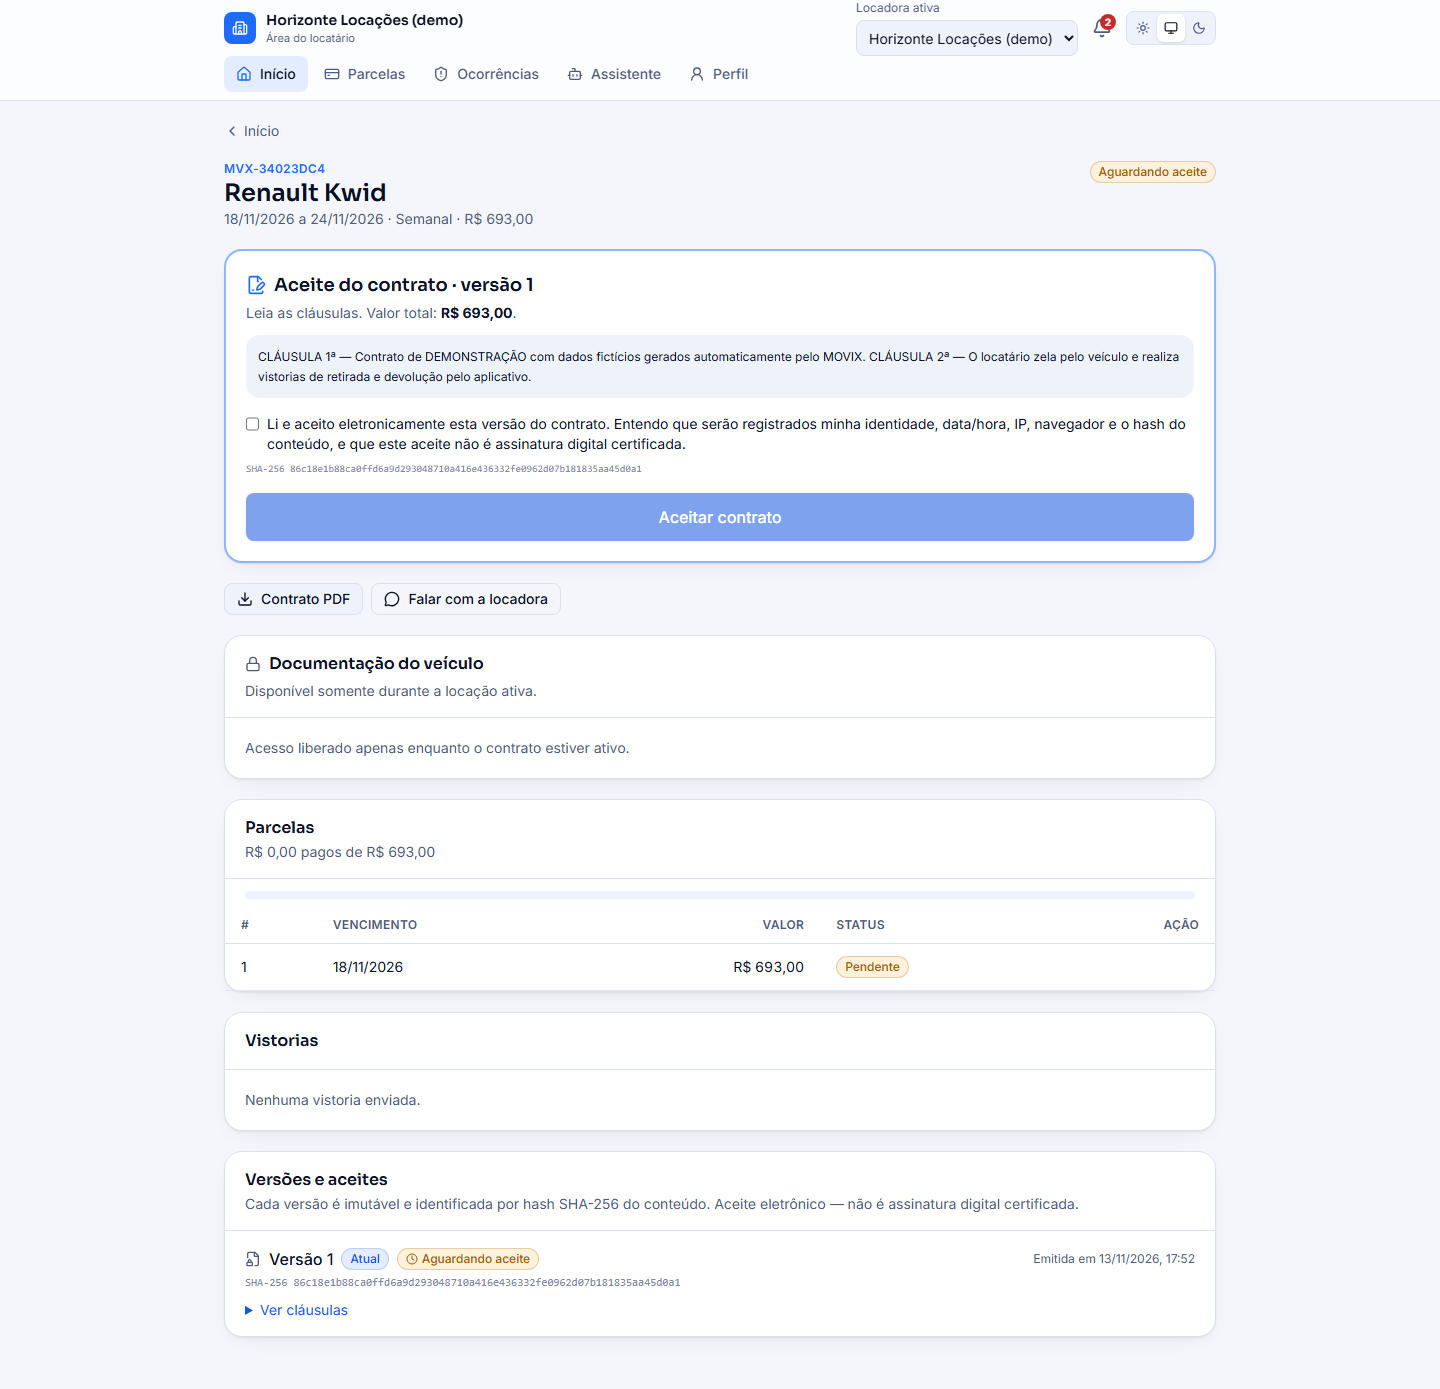 Horizonte Locações (demo)
Área do locatário
Locadora ativa
Horizonte Locações (demo)
2
Início
Parcelas
Ocorrências
Assistente
Perfil
Início
MVX-34023DC4
Renault Kwid
18/11/2026 a 24/11/2026 · Semanal · R$ 693,00
Aguardando aceite
Aceite do contrato · versão 1
Leia as cláusulas. Valor total: R$ 693,00.
CLÁUSULA 1ª — Contrato de DEMONSTRAÇÃO com dados fictícios gerados automaticamente pelo MOVIX. CLÁUSULA 2ª — O locatário zela pelo veículo e realiza
vistorias de retirada e devolução pelo aplicativo.
Li e aceito eletronicamente esta versão do contrato. Entendo que serão registrados minha identidade, data/hora, IP, navegador e o hash do
conteúdo, e que este aceite não é assinatura digital certificada.
SHA-256 86c18e1b88ca0ffd6a9d293048710a416e436332fe0962d07b181835aa45d0a1
Aceitar contrato
Contrato PDF
Falar com a locadora
Documentação do veículo
Disponível somente durante a locação ativa.
Acesso liberado apenas enquanto o contrato estiver ativo.
Parcelas
R$ 0,00 pagos de R$ 693,00
# VENCIMENTO VALOR STATUS AÇÃO
1 18/11/2026 R$ 693,00 Pendente
Vistorias
Nenhuma vistoria enviada.
Versões e aceites
Cada versão é imutável e identificada por hash SHA-256 do conteúdo. Aceite eletrônico — não é assinatura digital certificada.
Versão 1 Atual Aguardando aceite Emitida em 13/11/2026, 17:52
SHA-256 86c18e1b88ca0ffd6a9d293048710a416e436332fe0962d07b181835aa45d0a1
Ver cláusulas